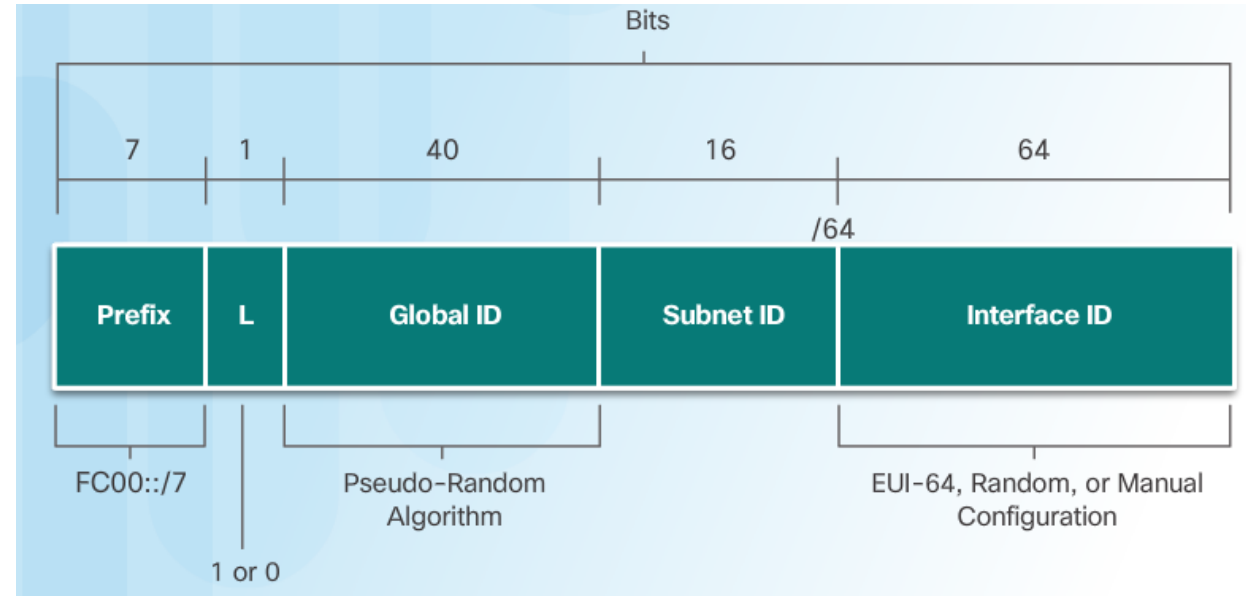 Bits
7 1 40 16 64
/64
Prefix L Global ID Subnet ID Interface ID
FC00::/7
1 or 0
Pseudo-Random
Algorithm
EUI-64, Random, or Manual
Configuration